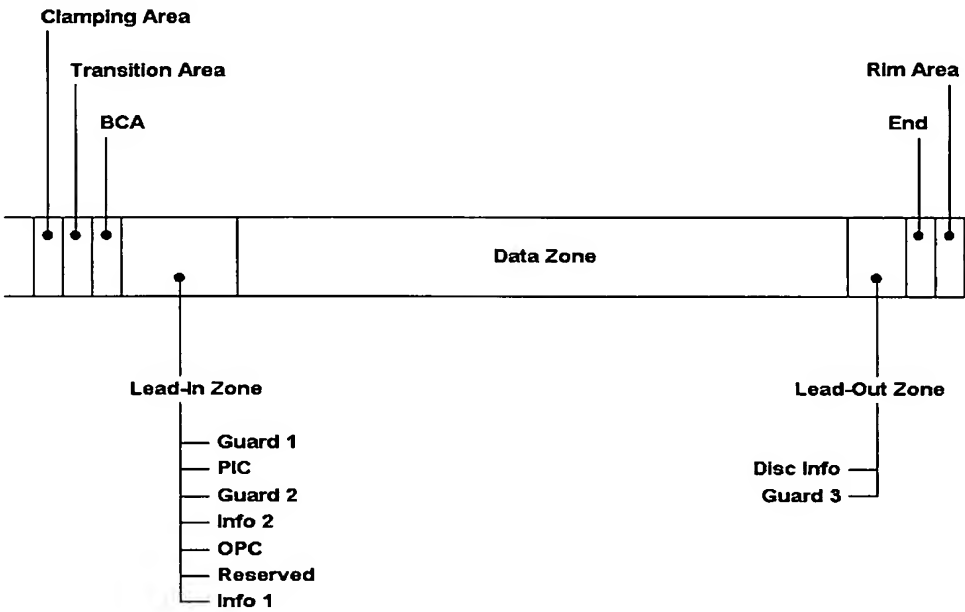 Clamping Area
Transition Area
Rim Area
BCA
End
Data Zone
Lead-In Zone
Lead-Out Zone
Guard 1
PIC
Disc Info
Guard 2
Guard 3
Info 2
OPC
Reserved
Info 1